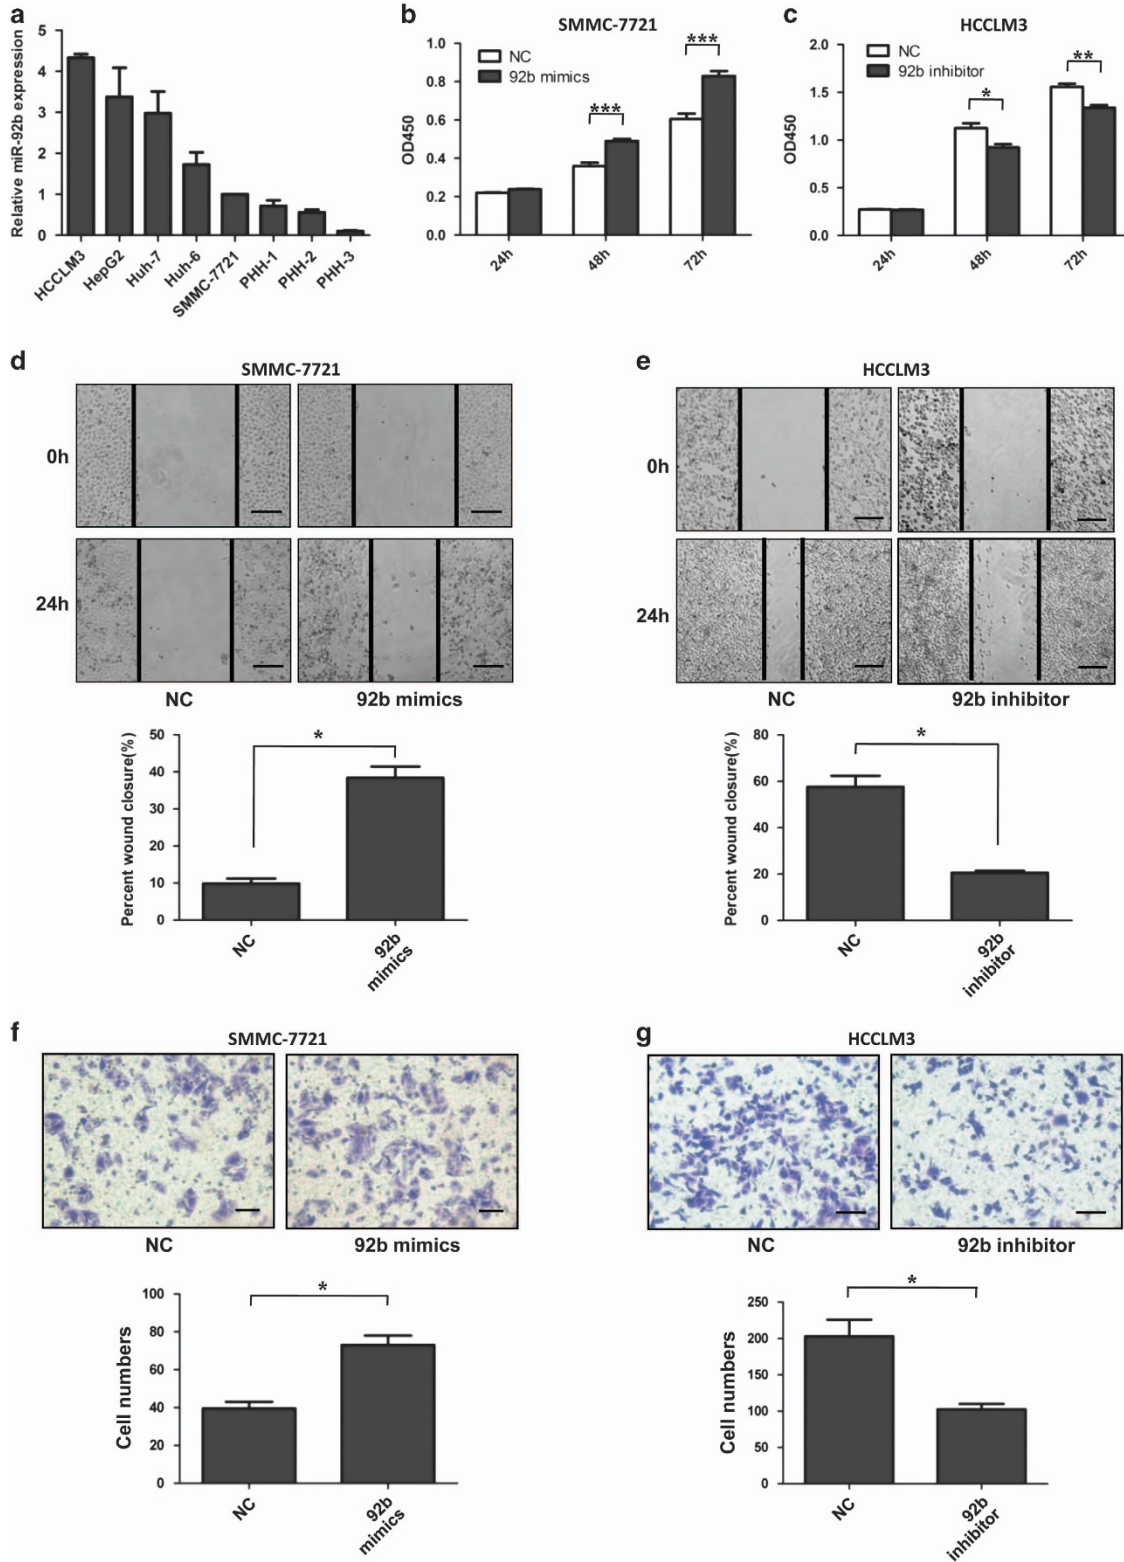 a
Relative miR-92b expression
5
4
3
2
1
0
HCCLM3
HepG2
Huh-7
Huh-6
SMMC-7721
PHH-1
PHH-2
PHH-3
b
SMMC-7721
NC
92b mimics
OD450
1.0
0.8
0.6
0.4
0.2
0.0
***
***
24h
48h
72h
c
HCCLM3
NC
92b inhibitor
OD450
2.0
1.5
1.0
0.5
0.0
*
**
24h
48h
72h
d
SMMC-7721
0h
24h
NC
92b mimics
Percent wound closure(%)
50
40
30
20
10
0
*
NC
92b
mimics
e
HCCLM3
0h
24h
NC
92b inhibitor
Percent wound closure(%)
80
60
40
20
0
*
NC
92b
inhibitor
f
SMMC-7721
NC
92b mimics
Cell numbers
100
80
60
40
20
0
*
NC
92b
mimics
g
HCCLM3
NC
92b inhibitor
Cell numbers
250
200
150
100
50
0
*
NC
92b
inhibitor